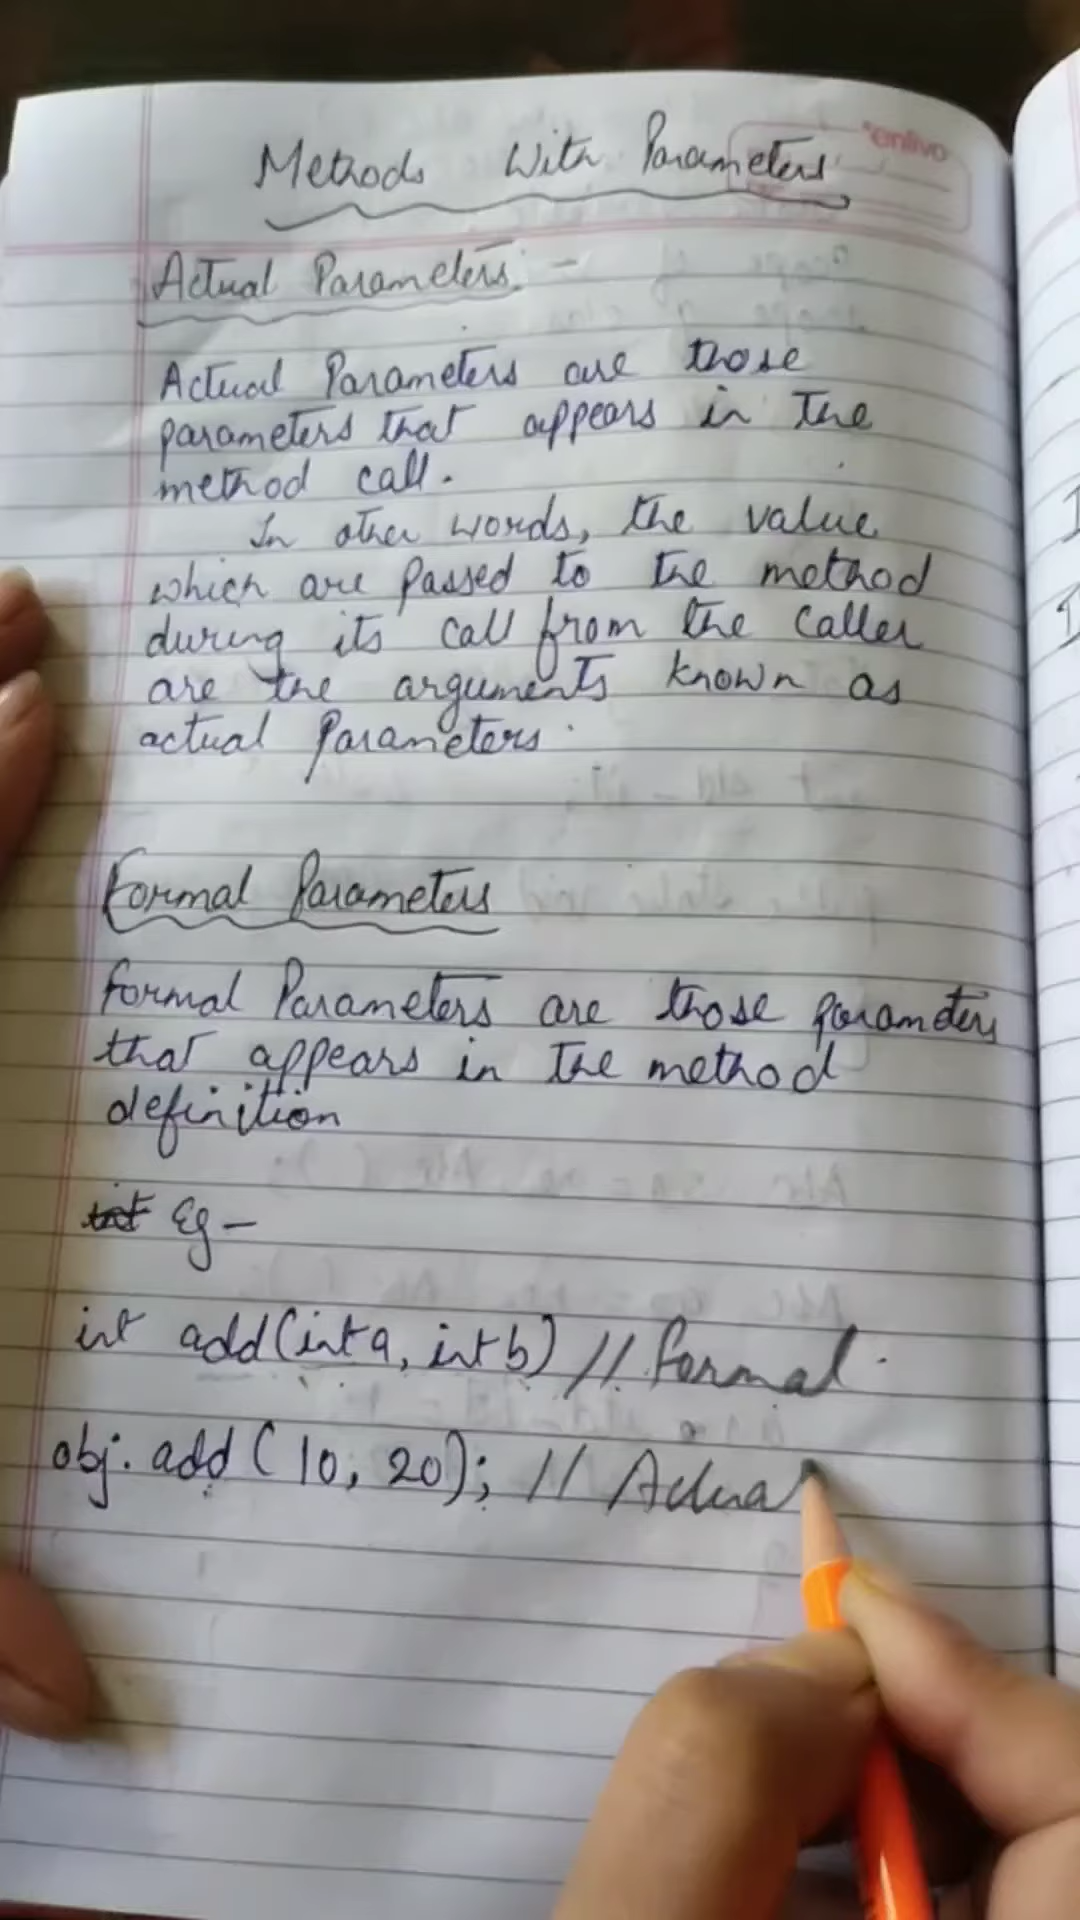 Methods With Parameters
Actual Parameters: -
Actual Parameters are those
parameters that appears in the
method call.
In other words, the value
which are passed to the method
during its call from the caller
are the arguments known as
actual Parameters.
Formal Parameters
Formal Parameters are those parameters
that appears in the method
definition
int Eg -
int add(int a, int b) // Formal
obj. add ( 10, 20); // Actua